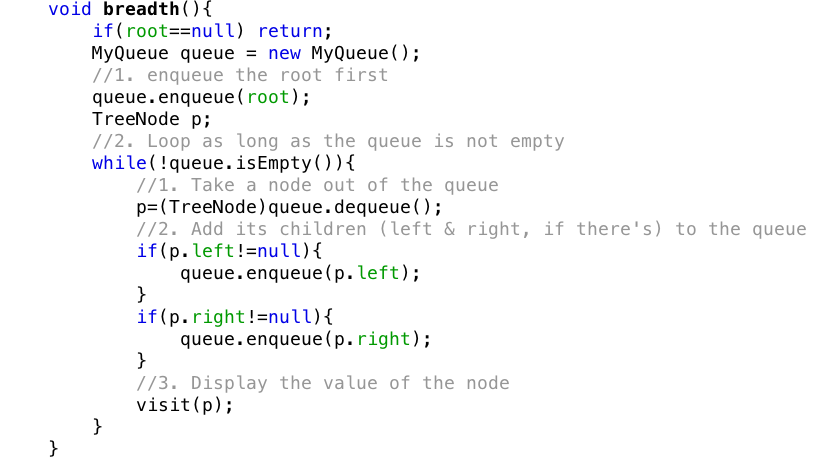 void breadth(){
if(root==null) return;
MyQueue queue = new MyQueue();
//1. enqueue the root first
queue.enqueue(root);
TreeNode p;
//2. Loop as long as the queue is not empty
while(!queue.isEmpty()){
//1. Take a node out of the queue
p=(TreeNode)queue.dequeue();
//2. Add its children (left & right, if there's) to the queue
if(p.left!=null){
queue.enqueue(p.left);
}
if(p.right!=null){
queue.enqueue(p.right);
}
//3. Display the value of the node
visit(p);
}
}